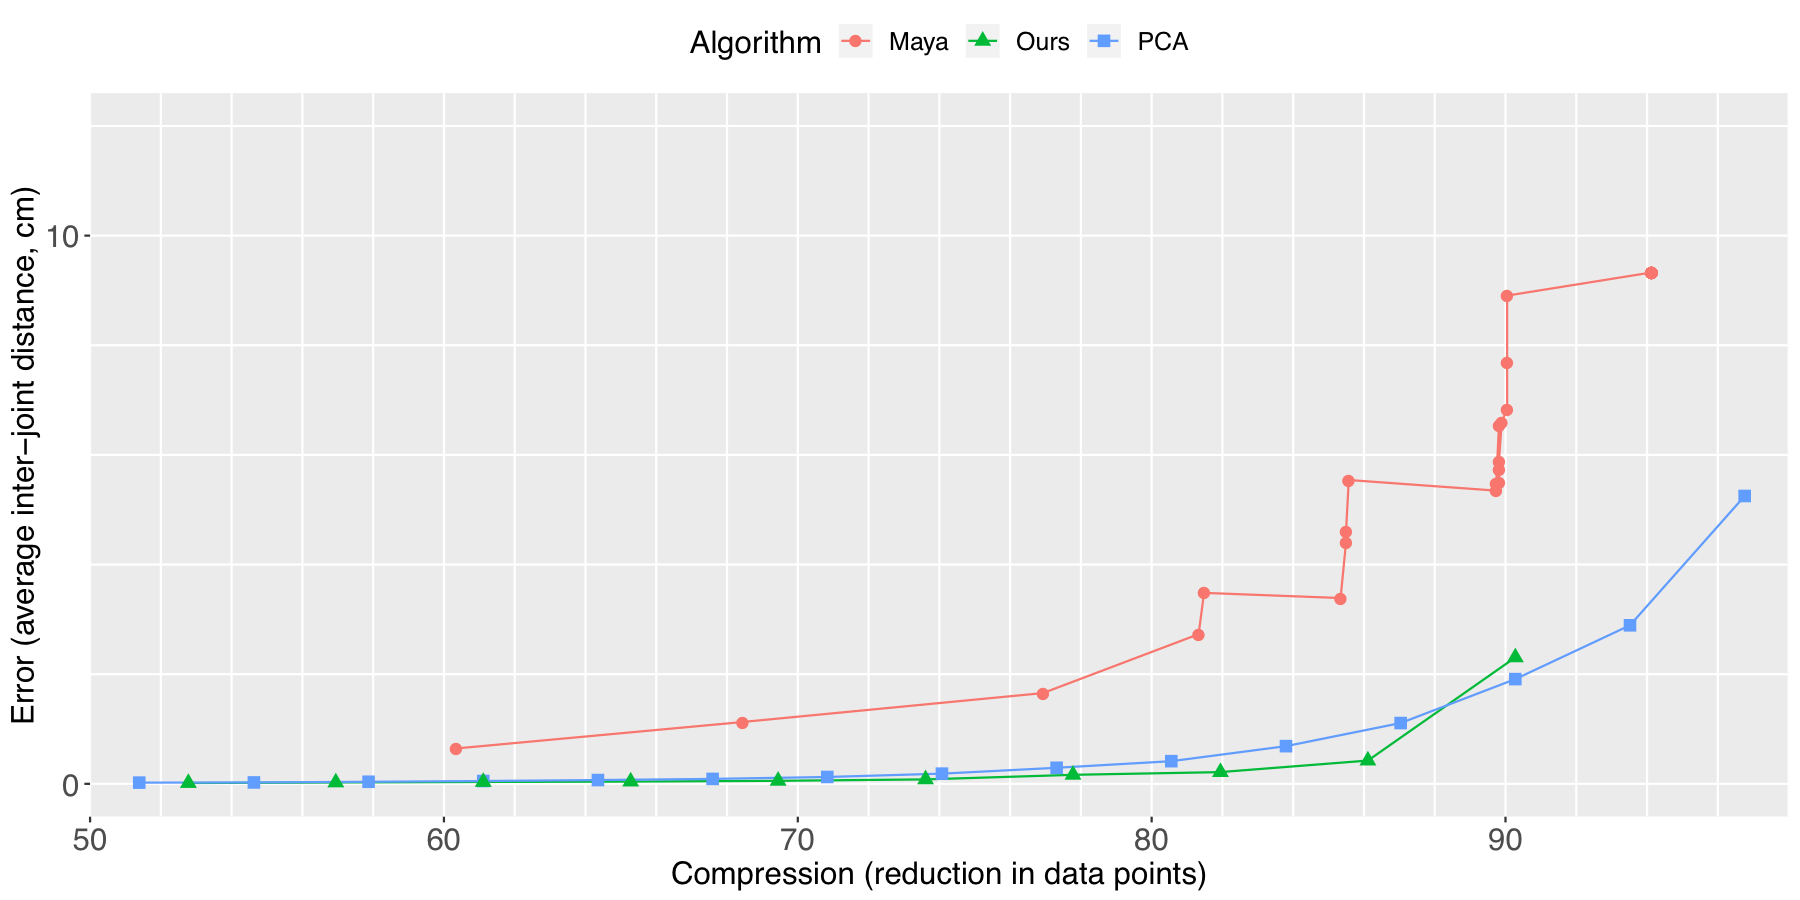 Algorithm Maya Ours PCA
Error (average inter−joint distance, cm)
10
0
50 60 70 80 90
Compression (reduction in data points)